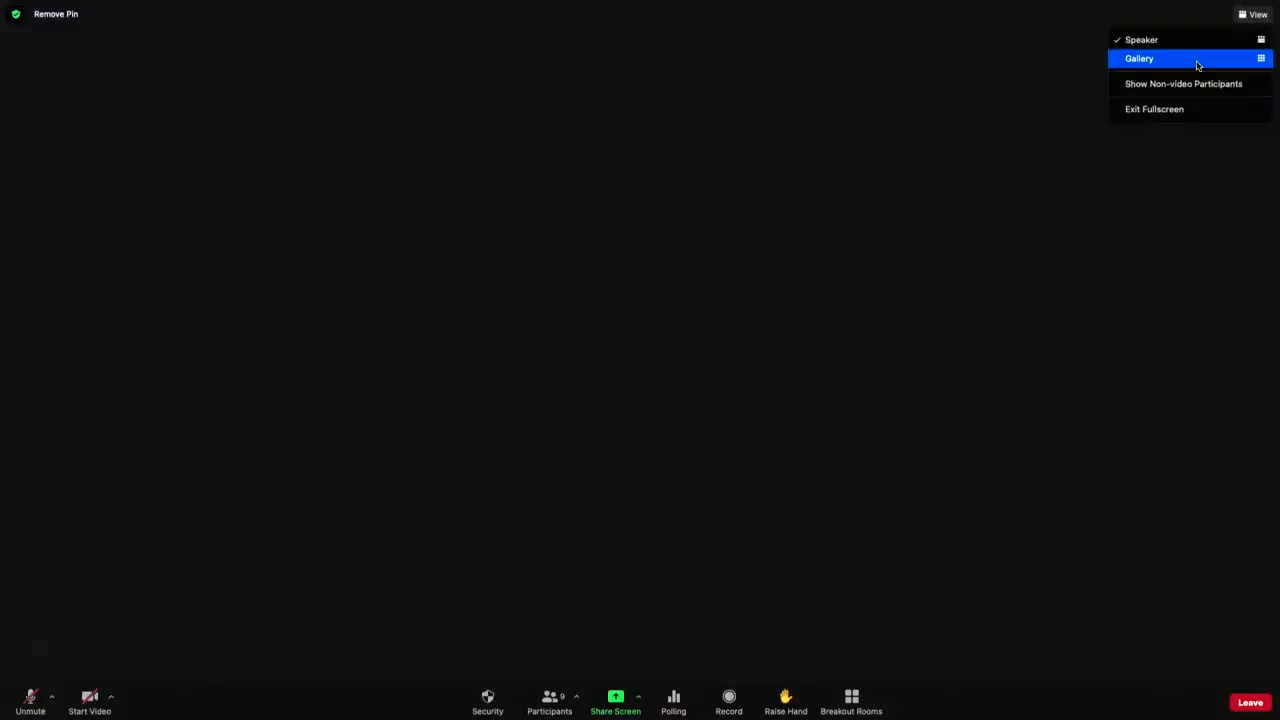 Remove Pin
View
Speaker
Gallery
Show Non-video Participants
Exit Fullscreen
Unmute
Start Video
Security
Participants 9
Share Screen
Polling
Record
Raise Hand
Breakout Rooms
Leave